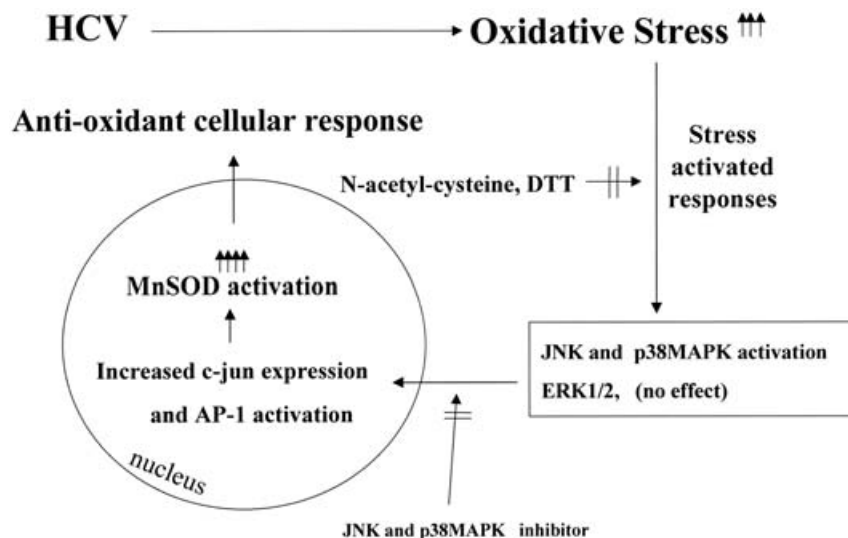 HCV
Oxidative Stress
Anti-oxidant cellular response
Stress
activated
responses
N-acetyl-cysteine, DTT
MnSOD activation
JNK and p38MAPK activation
ERK1/2, (no effect)
Increased c-jun expression
and AP-1 activation
nucleus
JNK and p38MAPK inhibitor